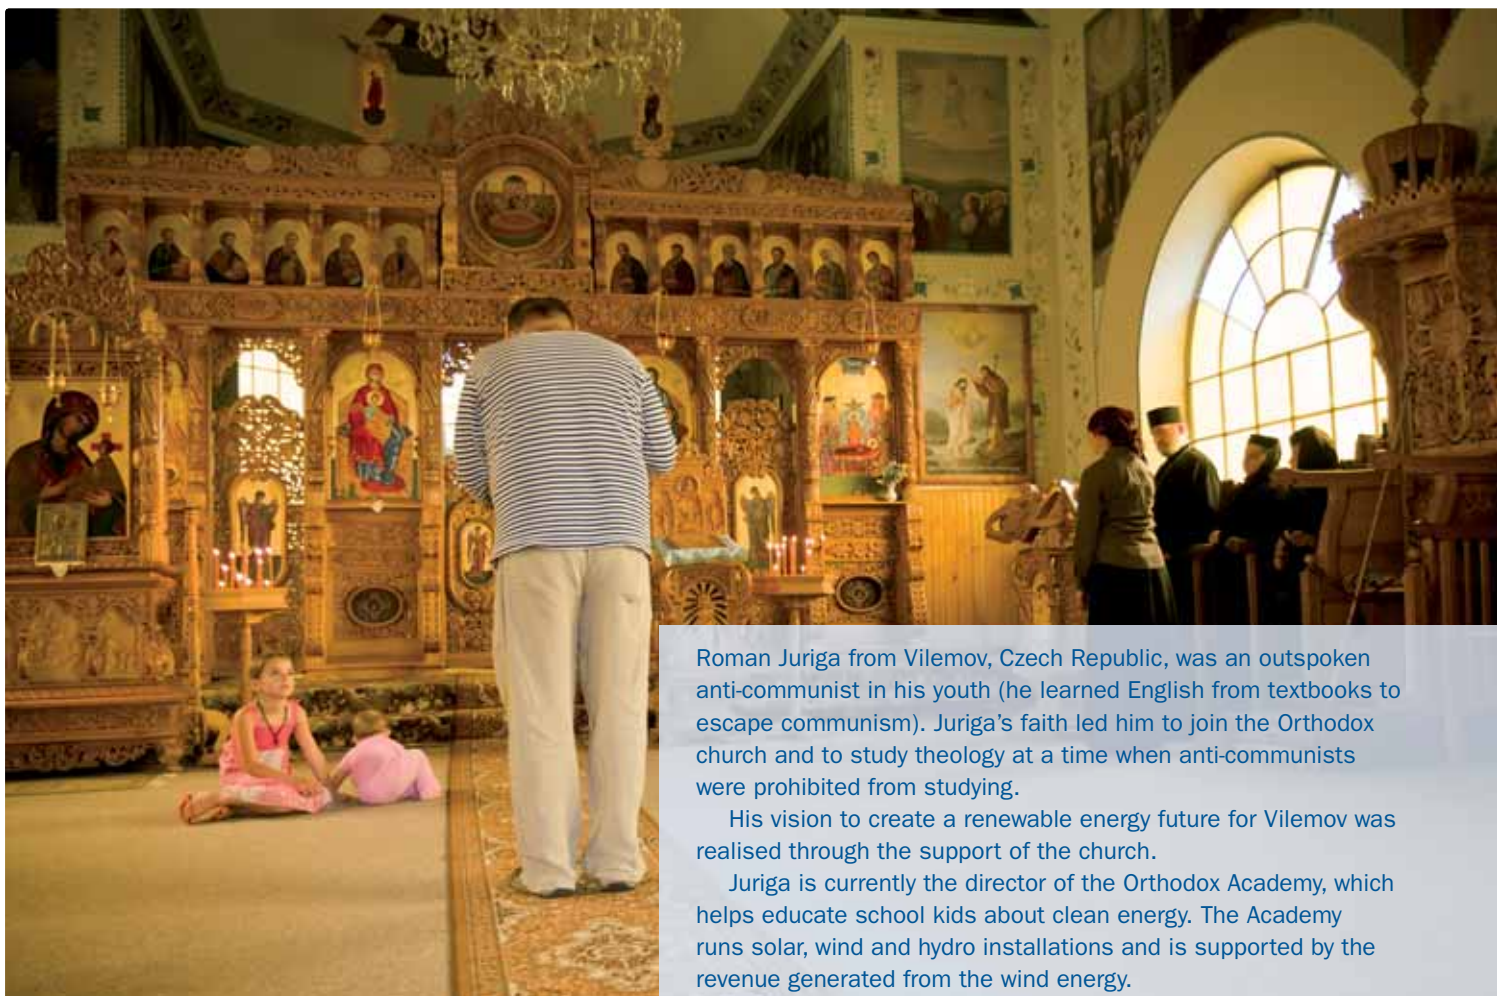 Roman Juriga from Vilemov, Czech Republic, was an outspoken
anti-communist in his youth (he learned English from textbooks to
escape communism). Juriga’s faith led him to join the Orthodox
church and to study theology at a time when anti-communists
were prohibited from studying.
His vision to create a renewable energy future for Vilemov was
realised through the support of the church.
Juriga is currently the director of the Orthodox Academy, which
helps educate school kids about clean energy. The Academy
runs solar, wind and hydro installations and is supported by the
revenue generated from the wind energy.